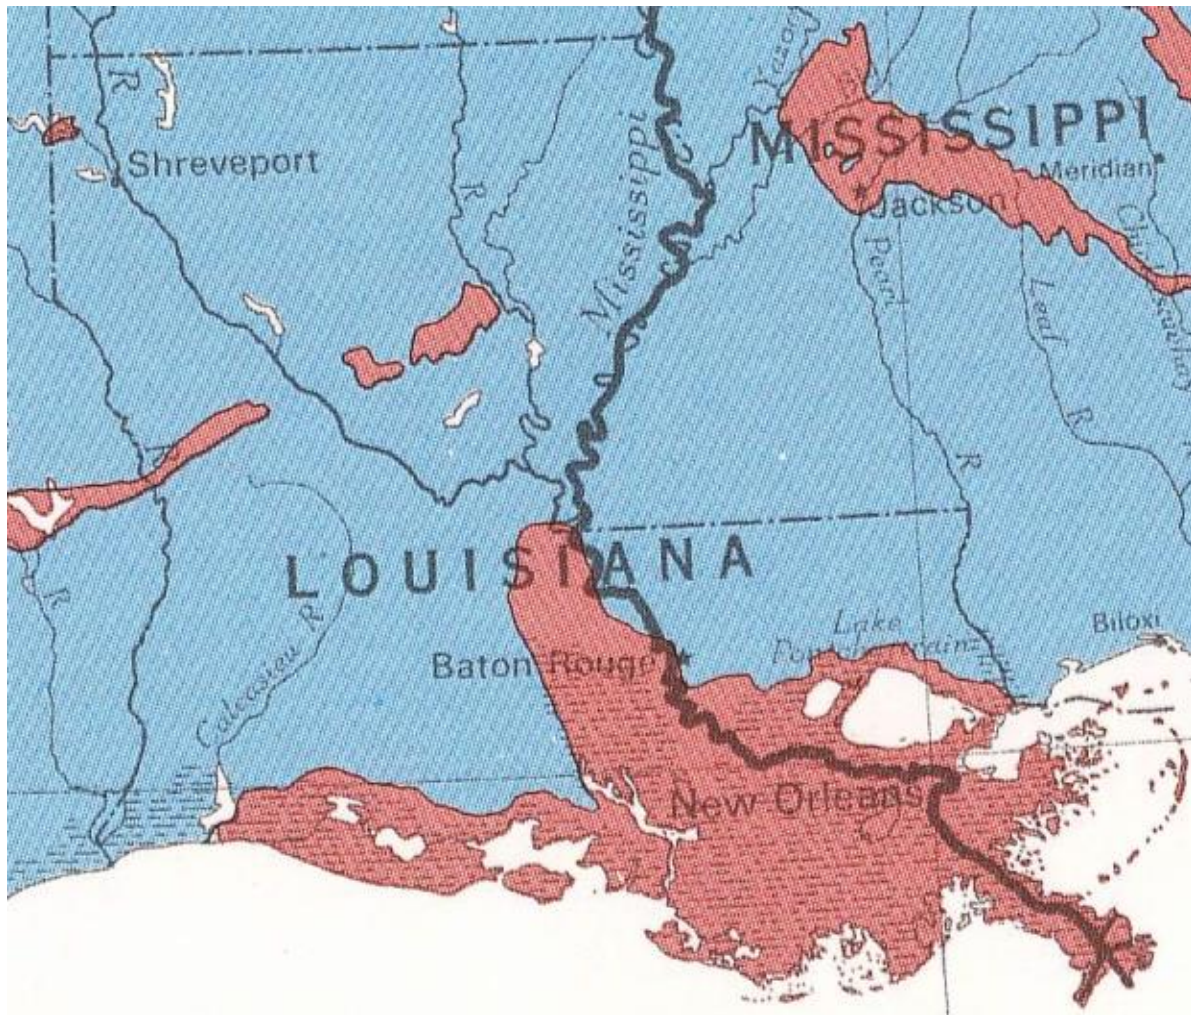 R
Yazoo
MISSISSIPPI
Shreveport
Mississippi
Meridian
R
Jackson
Pearl
Leaf
R
R
R
LOUISIANA
R
R
Calcasieu
Lake
Biloxi
Baton Rouge
New Orleans